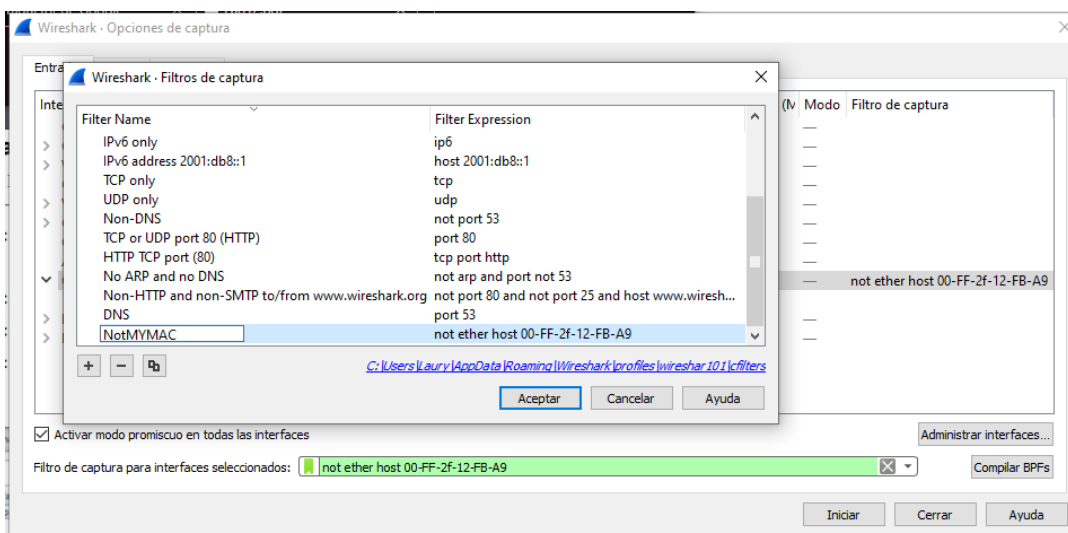 Wireshark · Opciones de captura
Entra
Wireshark · Filtros de captura
Inte
(M Modo Filtro de captura
Filter Name Filter Expression
IPv6 only ip6
IPv6 address 2001:db8::1 host 2001:db8::1
TCP only tcp
UDP only udp
Non-DNS not port 53
TCP or UDP port 80 (HTTP) port 80
HTTP TCP port (80) tcp port http
No ARP and no DNS not arp and port not 53
not ether host 00-FF-2f-12-FB-A9
Non-HTTP and non-SMTP to/from www.wireshark.org not port 80 and not port 25 and host www.wiresh...
DNS port 53
NotMYMAC not ether host 00-FF-2f-12-FB-A9
C:\Users\Laury\AppData\Roaming\Wireshark\profiles\wireshar101\cfilters
Aceptar Cancelar Ayuda
Activar modo promiscuo en todas las interfaces Administrar interfaces...
Filtro de captura para interfaces seleccionados: not ether host 00-FF-2f-12-FB-A9 Compilar BPFs
Iniciar Cerrar Ayuda